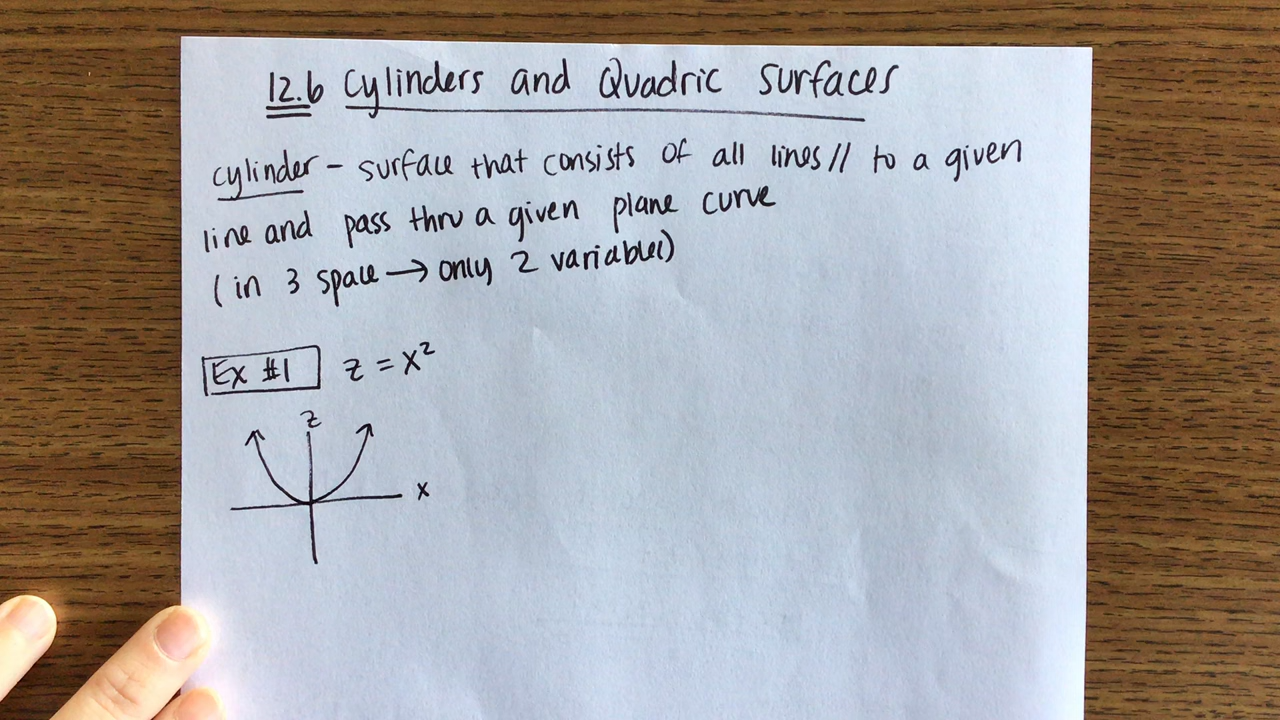 12.6 Cylinders and Quadric Surfaces
cylinder - surface that consists of all lines // to a given
line and pass thru a given plane curve
(in 3 space → only 2 variables)
Ex #1 z = x²
z
x